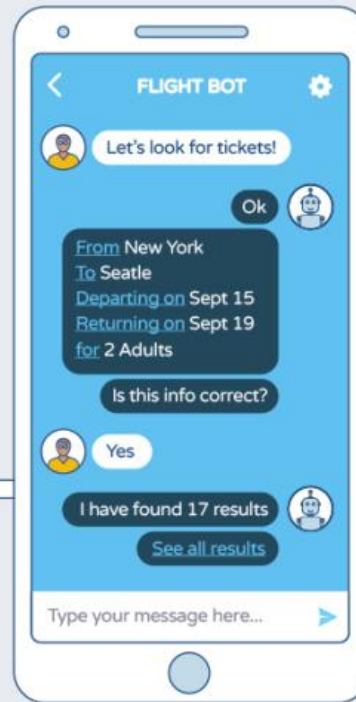 FLIGHT BOT
Let's look for tickets!
Ok
From New York
To Seatle
Departing on Sept 15
Returning on Sept 19
for 2 Adults
Is this info correct?
Yes
I have found 17 results
See all results
Type your message here...